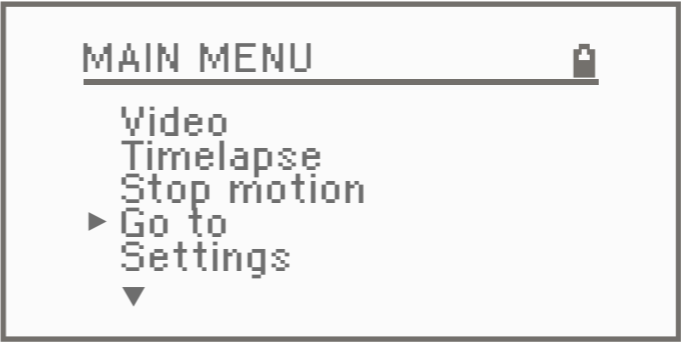 MAIN MENU
Video
Timelapse
Stop motion
Go to
Settings